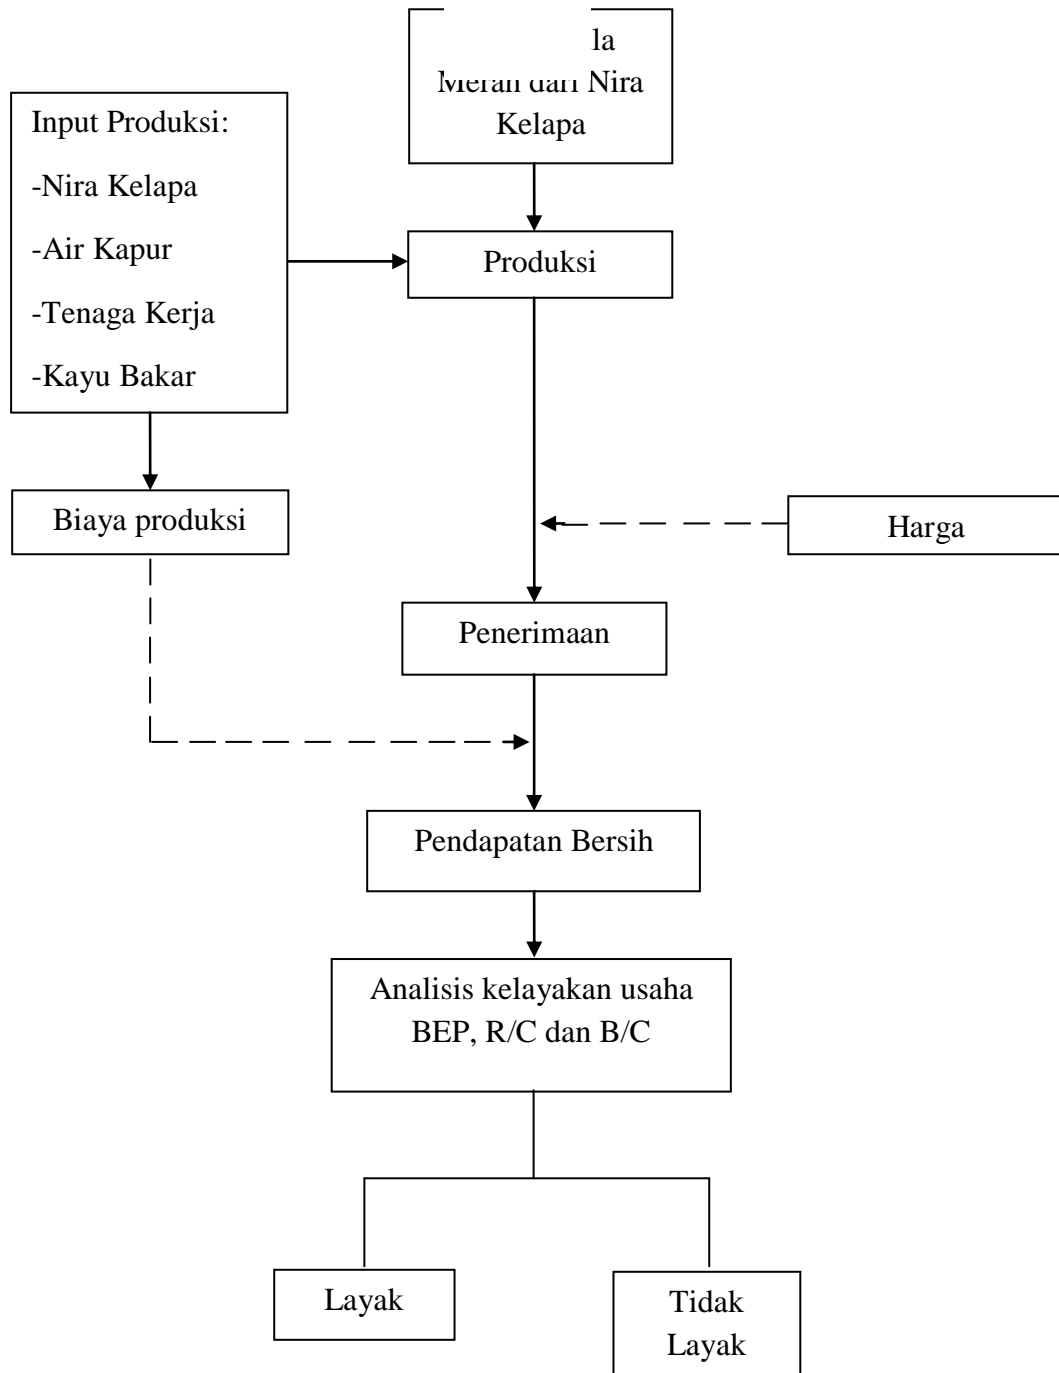 la
dari Nira
Kelapa
Input Produksi:
-Nira Kelapa
-Air Kapur
-Tenaga Kerja
-Kayu Bakar
Produksi
Biaya produksi
Harga
Penerimaan
Pendapatan Bersih
Analisis kelayakan usaha
BEP, R/C dan B/C
Layak
Tidak
Layak